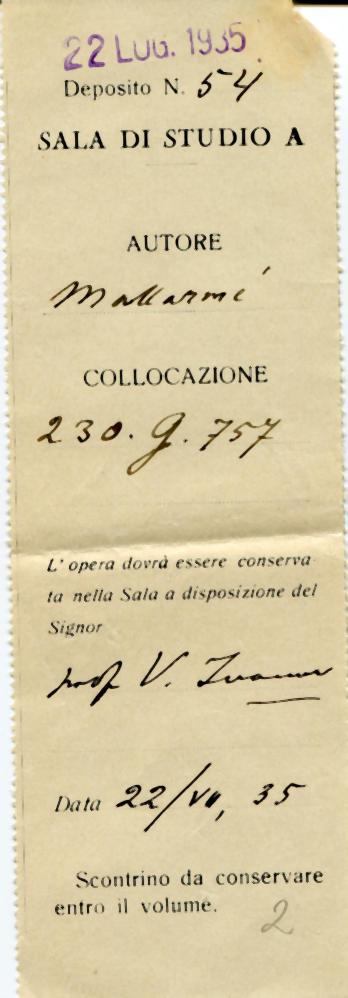 22 LUG. 1935
Deposito N. 54
SALA DI STUDIO A
AUTORE
Mallarmé
COLLOCAZIONE
230. G. 757
L'opera dovrà essere conserva-
ta nella Sala a disposizione del
Signor
prof V. Ivanow
Data 22/VII, 35
Scontrino da conservare
entro il volume.
2